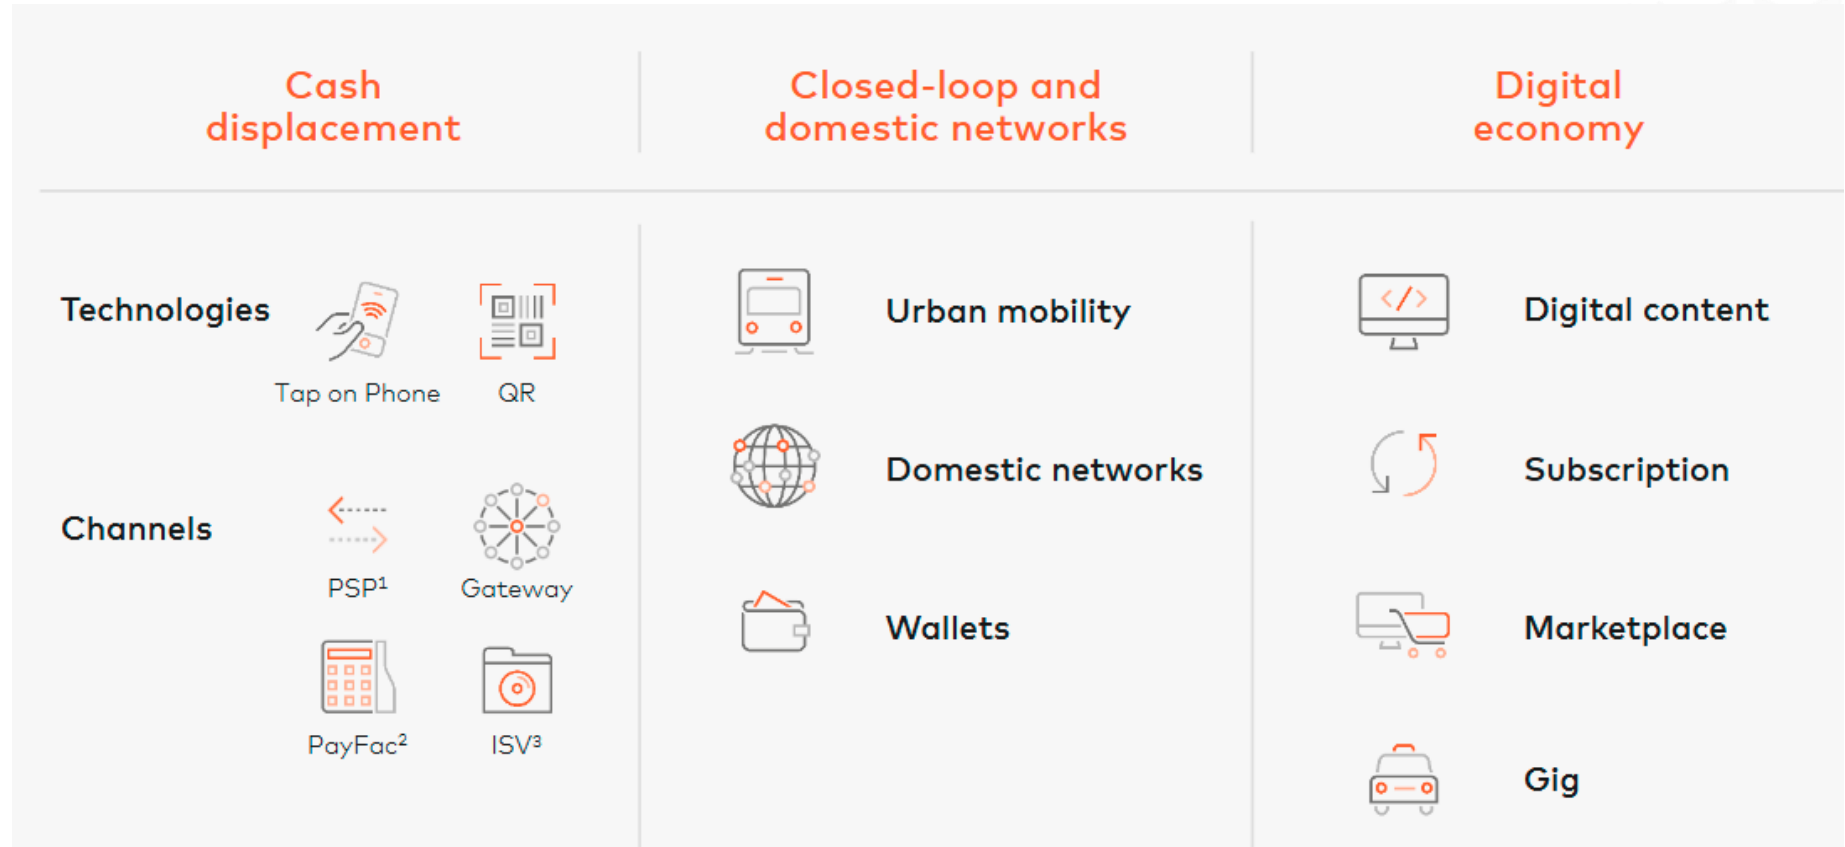 Cash
displacement
Closed-loop and
domestic networks
Digital
economy
Technologies
Tap on Phone
QR
Channels
PSP¹
Gateway
PayFac²
ISV³
Urban mobility
Domestic networks
Wallets
Digital content
Subscription
Marketplace
Gig